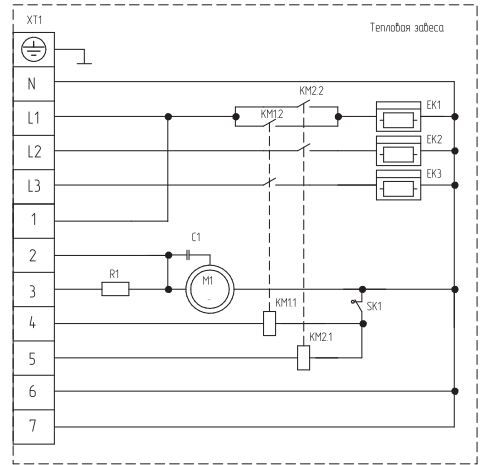 XT1
Тепловая завеса
N
KM2.2
L1
KM1.2
EK1
L2
EK2
L3
EK3
1
2
C1
3
R1
M1
4
KM1.1
SK1
5
KM2.1
6
7